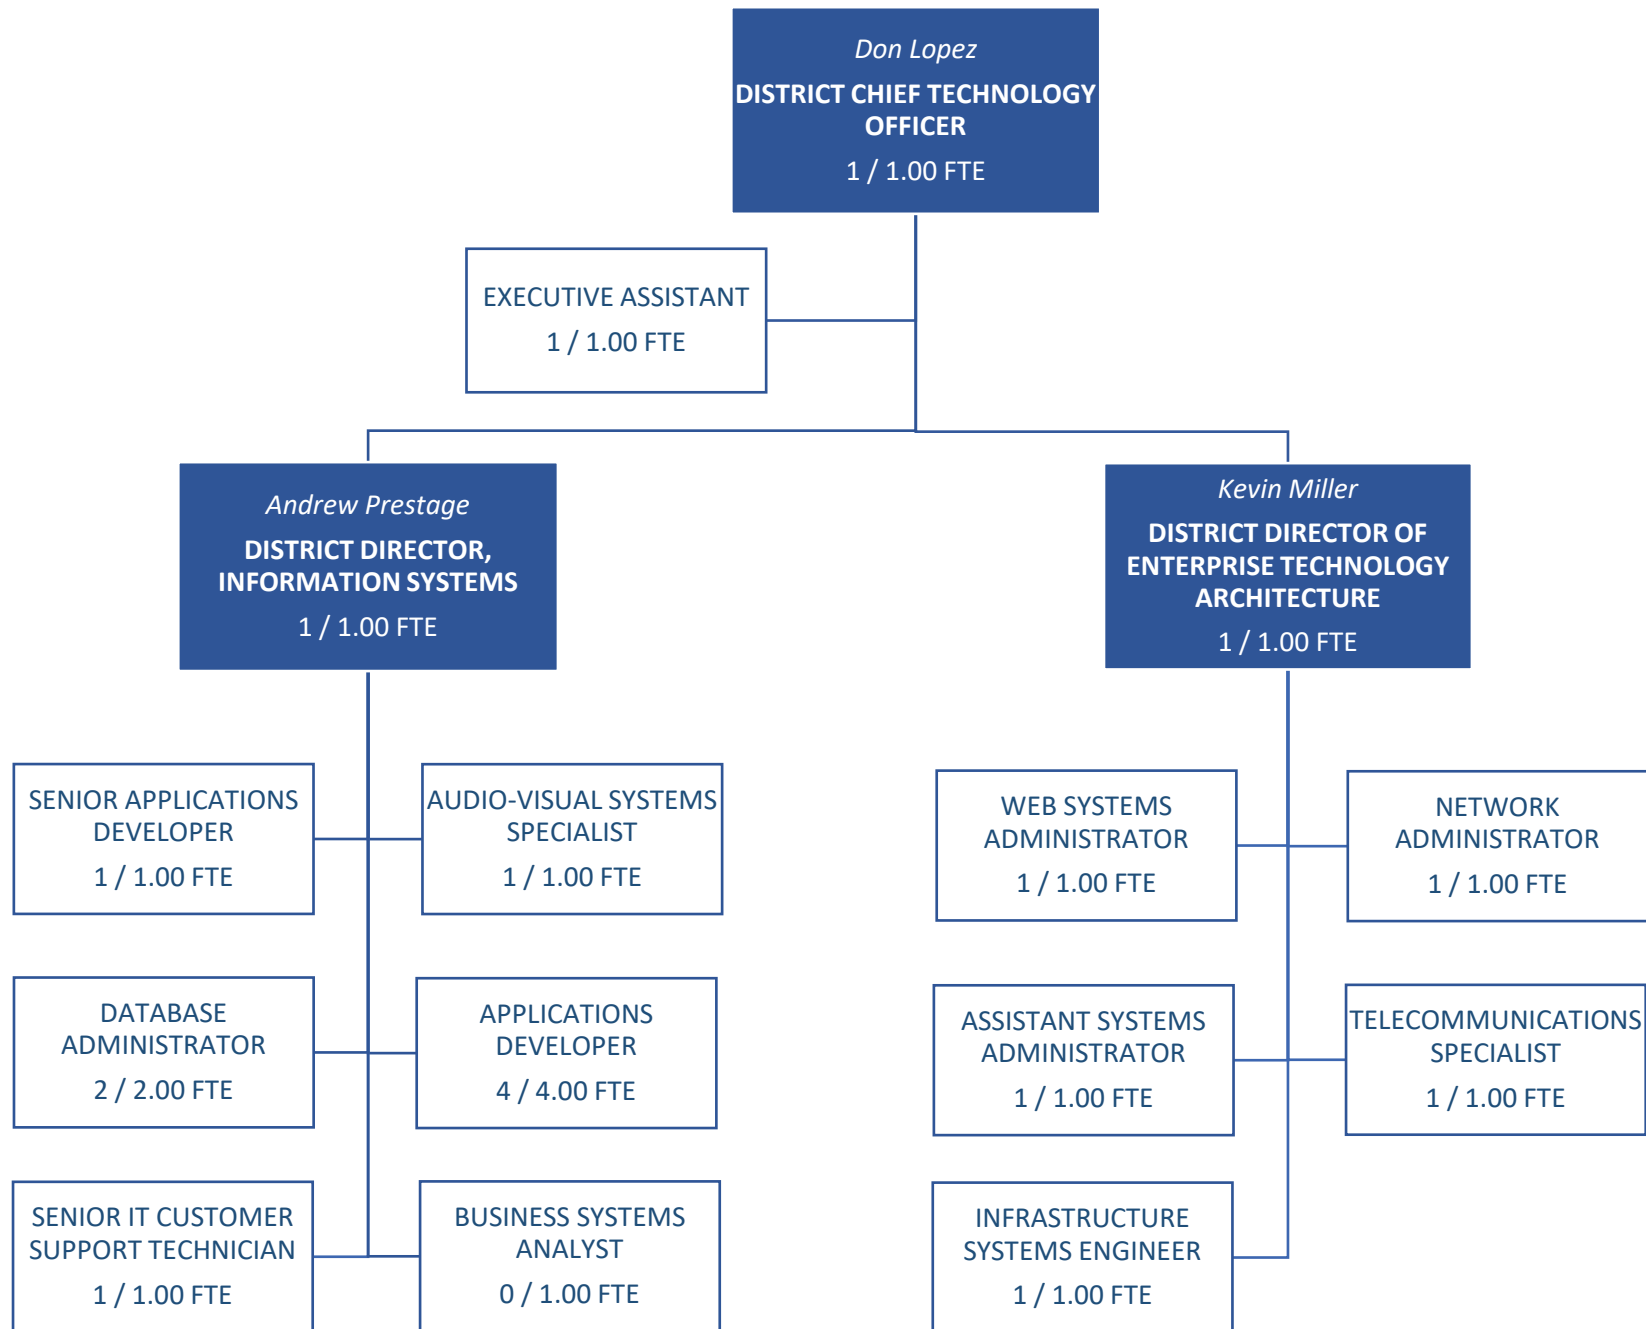 Don Lopez
DISTRICT CHIEF TECHNOLOGY
OFFICER
1 / 1.00 FTE
EXECUTIVE ASSISTANT
1 / 1.00 FTE
Andrew Prestage
DISTRICT DIRECTOR,
INFORMATION SYSTEMS
1 / 1.00 FTE
Kevin Miller
DISTRICT DIRECTOR OF
ENTERPRISE TECHNOLOGY
ARCHITECTURE
1 / 1.00 FTE
SENIOR APPLICATIONS
DEVELOPER
1 / 1.00 FTE
AUDIO-VISUAL SYSTEMS
SPECIALIST
1 / 1.00 FTE
WEB SYSTEMS
ADMINISTRATOR
1 / 1.00 FTE
NETWORK
ADMINISTRATOR
1 / 1.00 FTE
DATABASE
ADMINISTRATOR
2 / 2.00 FTE
APPLICATIONS
DEVELOPER
4 / 4.00 FTE
ASSISTANT SYSTEMS
ADMINISTRATOR
1 / 1.00 FTE
TELECOMMUNICATIONS
SPECIALIST
1 / 1.00 FTE
SENIOR IT CUSTOMER
SUPPORT TECHNICIAN
1 / 1.00 FTE
BUSINESS SYSTEMS
ANALYST
0 / 1.00 FTE
INFRASTRUCTURE
SYSTEMS ENGINEER
1 / 1.00 FTE